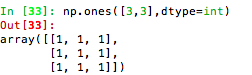 In [33]: np.ones([3,3],dtype=int)
Out[33]:
array([[1, 1, 1],
       [1, 1, 1],
       [1, 1, 1]])